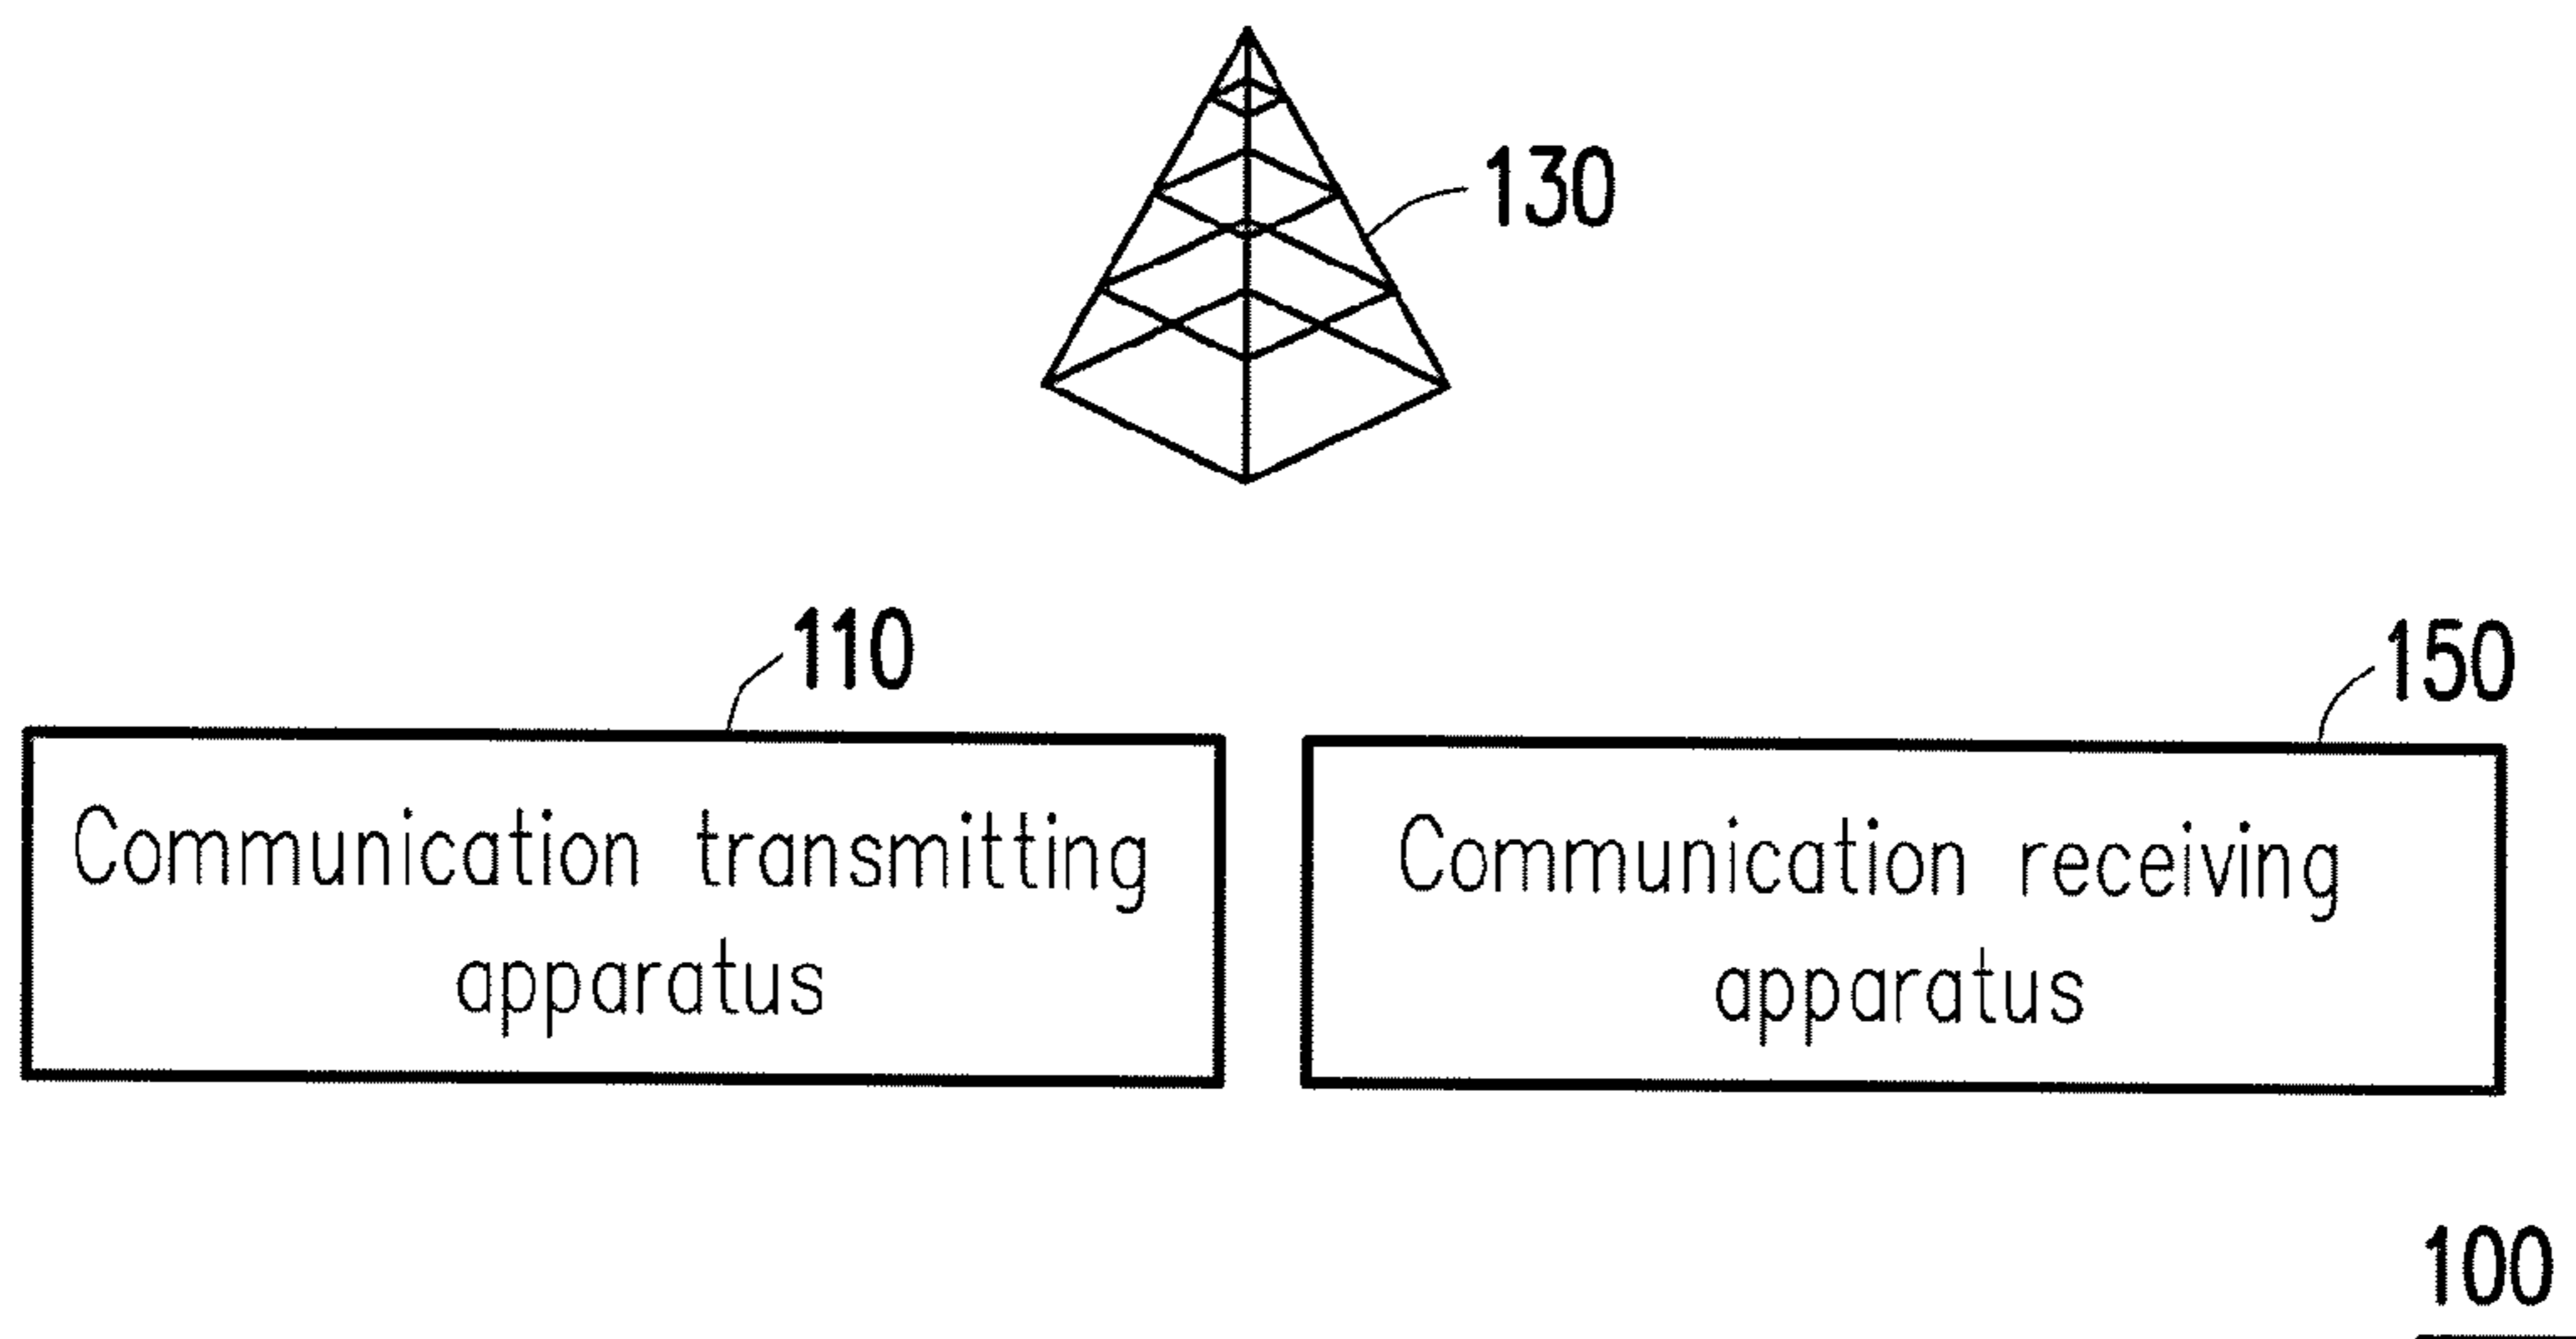 130
110
150
Communication transmitting
apparatus
Communication receiving
apparatus
100